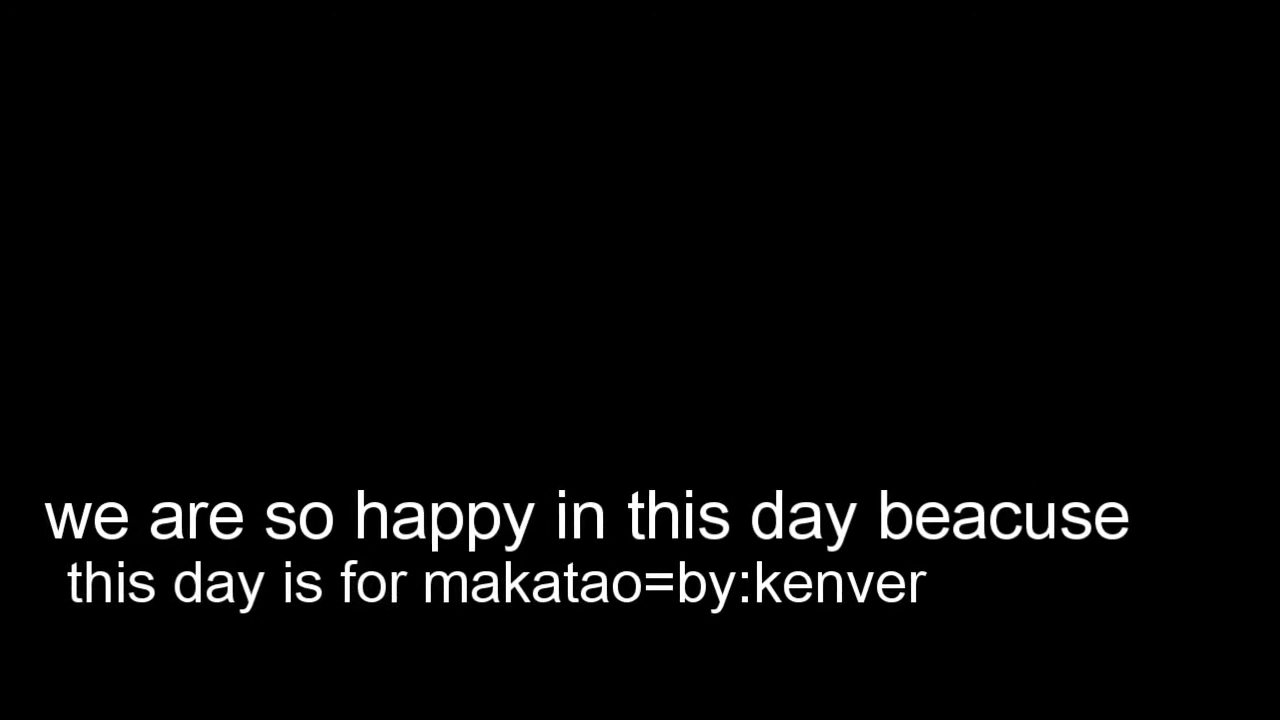 we are so happy in this day beacuse
this day is for makatao=by:kenver